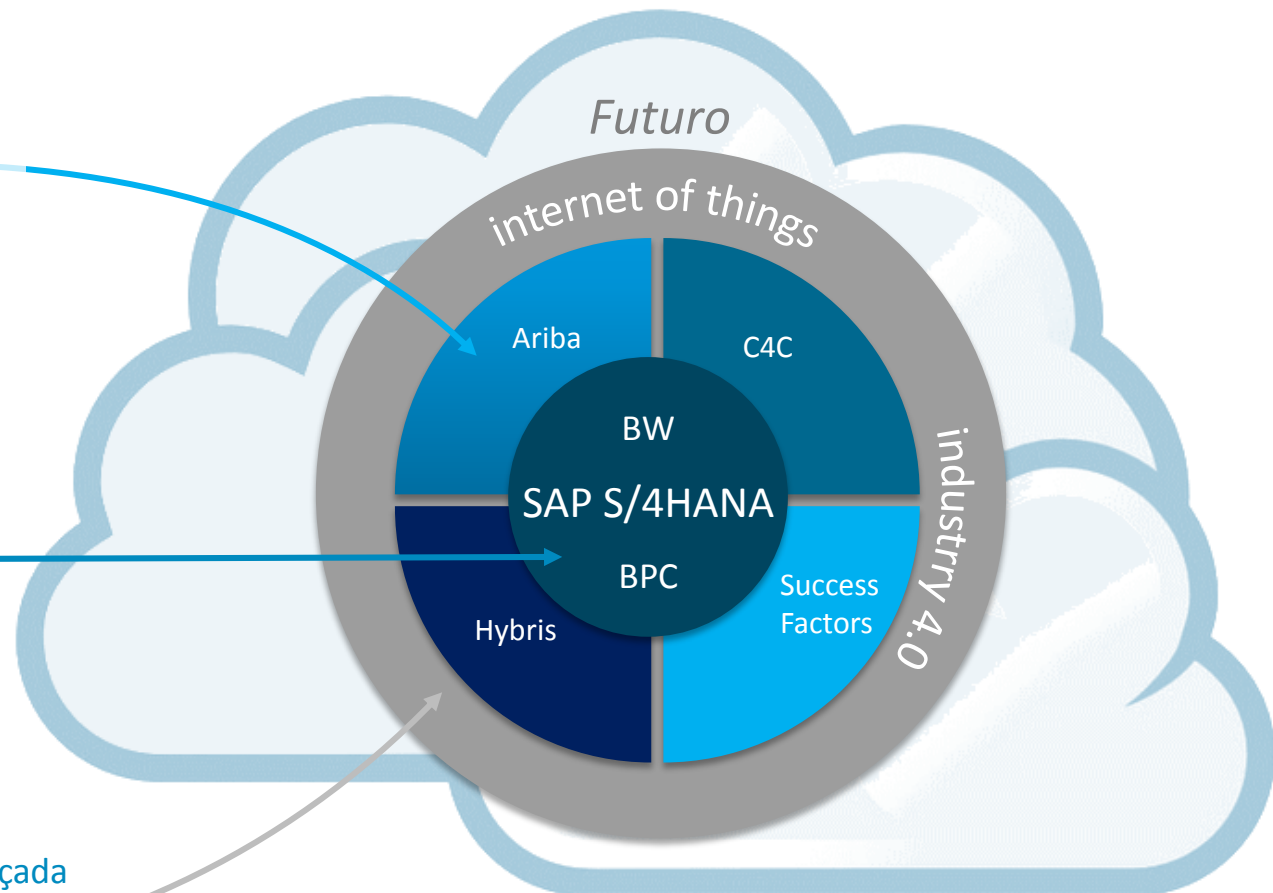 Futuro
internet of things
Ariba
C4C
BW
SAP S/4HANA
BPC
industrry 4.0
Hybris
Success
Factors
çada